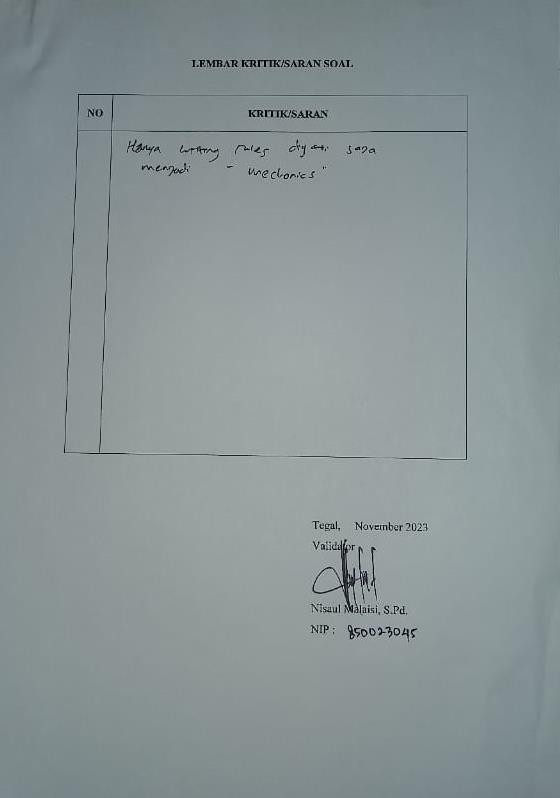 LEMBAR KRITIK/SARAN SOAL
NO KRITIK/SARAN
Hanya writing rules diganti saja
menjadi "mechanics"
Tegal, November 2023
Validator
Nisaul Malaisi, S.Pd.
NIP : 850023045